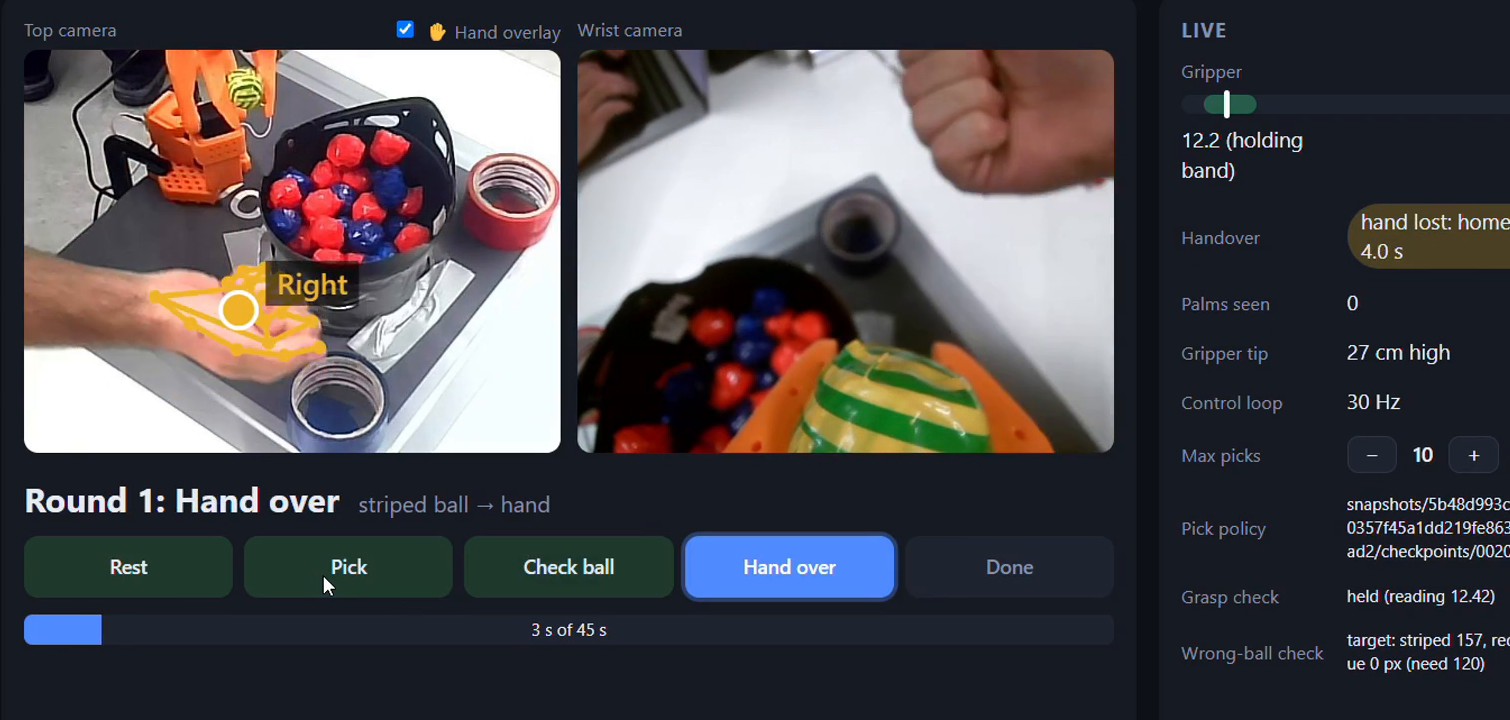 Top camera
Hand overlay
Wrist camera
Right
Round 1: Hand over
striped ball → hand
Rest
Pick
Check ball
Hand over
Done
3 s of 45 s
LIVE
Gripper
12.2 (holding
band)
Handover
hand lost: home
4.0 s
Palms seen
0
Gripper tip
27 cm high
Control loop
30 Hz
Max picks
−
10
+
Pick policy
snapshots/5b48d993c
0357f45a1dd219fe863
ad2/checkpoints/0020
Grasp check
held (reading 12.42)
Wrong-ball check
target: striped 157, red
ue 0 px (need 120)